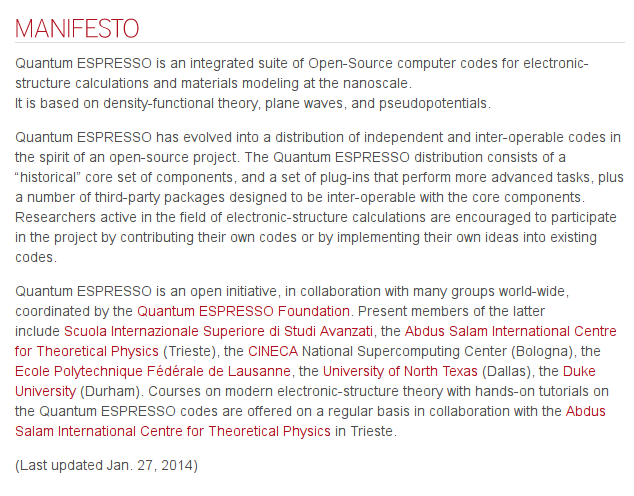 MANIFESTO
Quantum ESPRESSO is an integrated suite of Open-Source computer codes for electronic-
structure calculations and materials modeling at the nanoscale.
It is based on density-functional theory, plane waves, and pseudopotentials.
Quantum ESPRESSO has evolved into a distribution of independent and inter-operable codes in
the spirit of an open-source project. The Quantum ESPRESSO distribution consists of a
“historical” core set of components, and a set of plug-ins that perform more advanced tasks, plus
a number of third-party packages designed to be inter-operable with the core components.
Researchers active in the field of electronic-structure calculations are encouraged to participate
in the project by contributing their own codes or by implementing their own ideas into existing
codes.
Quantum ESPRESSO is an open initiative, in collaboration with many groups world-wide,
coordinated by the Quantum ESPRESSO Foundation. Present members of the latter
include Scuola Internazionale Superiore di Studi Avanzati, the Abdus Salam International Centre
for Theoretical Physics (Trieste), the CINECA National Supercomputing Center (Bologna), the
Ecole Polytechnique Fédérale de Lausanne, the University of North Texas (Dallas), the Duke
University (Durham). Courses on modern electronic-structure theory with hands-on tutorials on
the Quantum ESPRESSO codes are offered on a regular basis in collaboration with the Abdus
Salam International Centre for Theoretical Physics in Trieste.
(Last updated Jan. 27, 2014)